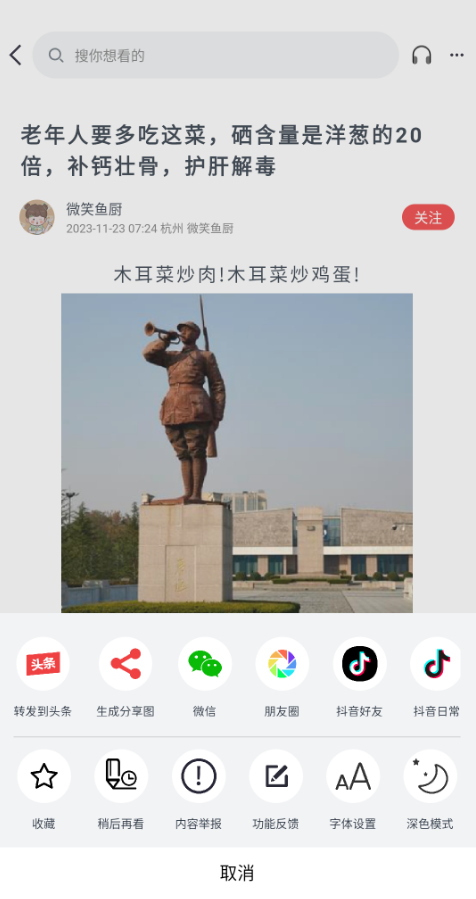 搜你想看的
老年人要多吃这菜，硒含量是洋葱的20
倍，补钙壮骨，护肝解毒
微笑鱼厨
2023-11-23 07:24 杭州 微笑鱼厨
关注
木耳菜炒肉!木耳菜炒鸡蛋!
头条
转发到头条
生成分享图
微信
朋友圈
抖音好友
抖音日常
收藏
稍后再看
内容举报
功能反馈
AA
字体设置
深色模式
取消